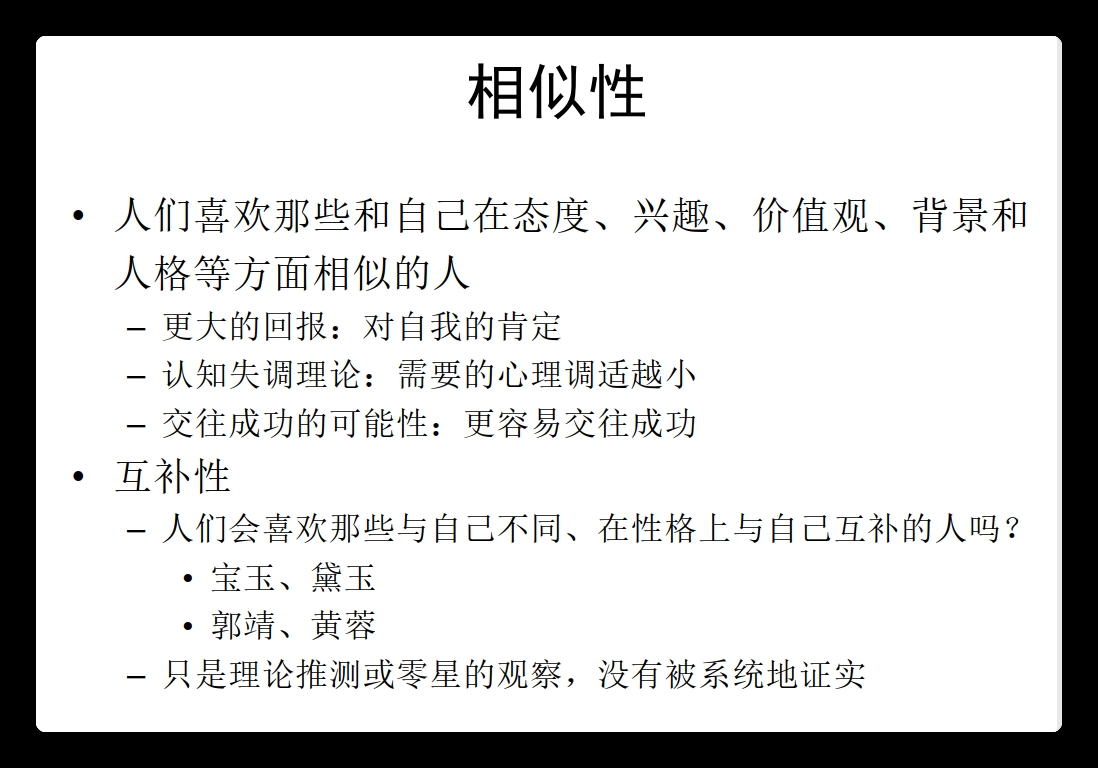 相似性
• 人们喜欢那些和自己在态度、兴趣、价值观、背景和
人格等方面相似的人
– 更大的回报：对自我的肯定
– 认知失调理论：需要的心理调适越小
– 交往成功的可能性：更容易交往成功
• 互补性
– 人们会喜欢那些与自己不同、在性格上与自己互补的人吗？
• 宝玉、黛玉
• 郭靖、黄蓉
– 只是理论推测或零星的观察，没有被系统地证实